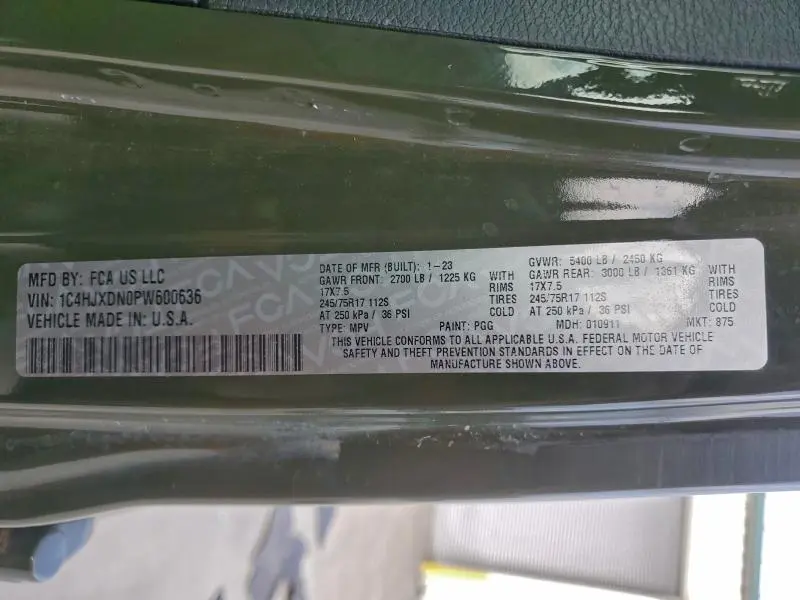 MFD BY: FCA US LLC
VIN: 1C4HJXDN0PW600636
VEHICLE MADE IN: U.S.A.
DATE OF MFR (BUILT): 1-23 GVWR: 5400 LB / 2450 KG
GAWR FRONT: 2700 LB / 1225 KG WITH GAWR REAR: 3000 LB / 1361 KG WITH
17X7.5 RIMS 17X7.5 RIMS
245/75R17 112S TIRES 245/75R17 112S TIRES
AT 250 kPa / 36 PSI COLD AT 250 kPa / 36 PSI COLD
TYPE: MPV PAINT: PGG MDH: 010911 MKT: 875
THIS VEHICLE CONFORMS TO ALL APPLICABLE U.S.A. FEDERAL MOTOR VEHICLE
SAFETY AND THEFT PREVENTION STANDARDS IN EFFECT ON THE DATE OF
MANUFACTURE SHOWN ABOVE.